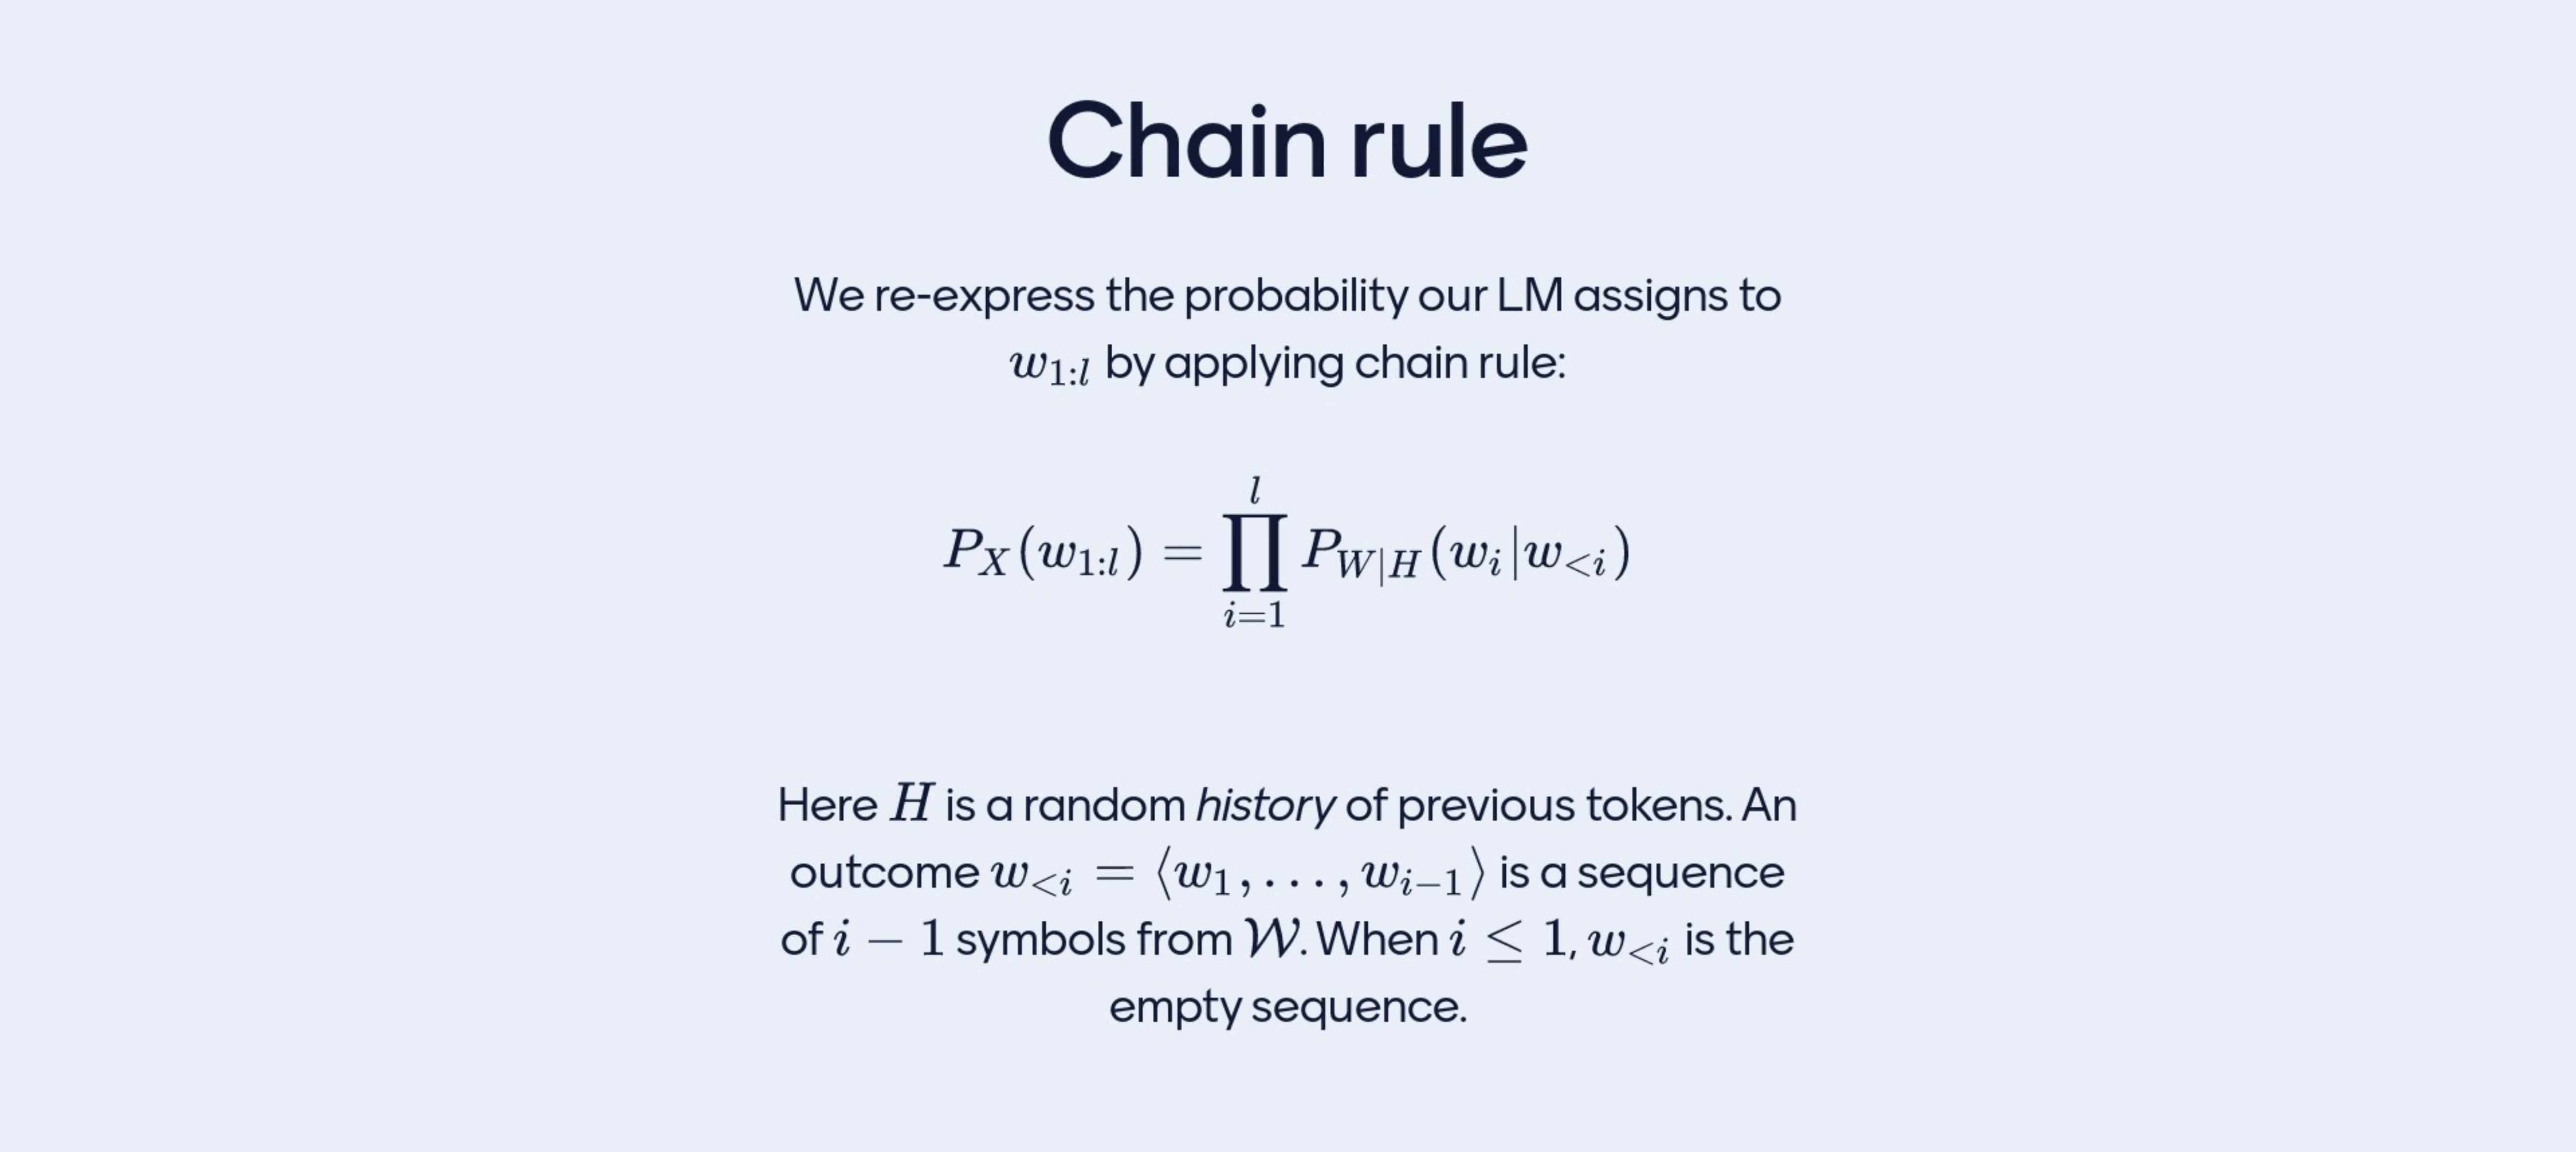 Chain rule
We re-express the probability our LM assigns to
$w_{1:l}$ by applying chain rule:
$P_X(w_{1:l}) = \prod_{i=1}^{l} P_{W|H}(w_i|w_{<i})$
Here $H$ is a random history of previous tokens. An
outcome $w_{<i} = \langle w_1, \ldots, w_{i-1} \rangle$ is a sequence
of $i - 1$ symbols from $\mathcal{W}$. When $i \leq 1$, $w_{<i}$ is the
empty sequence.